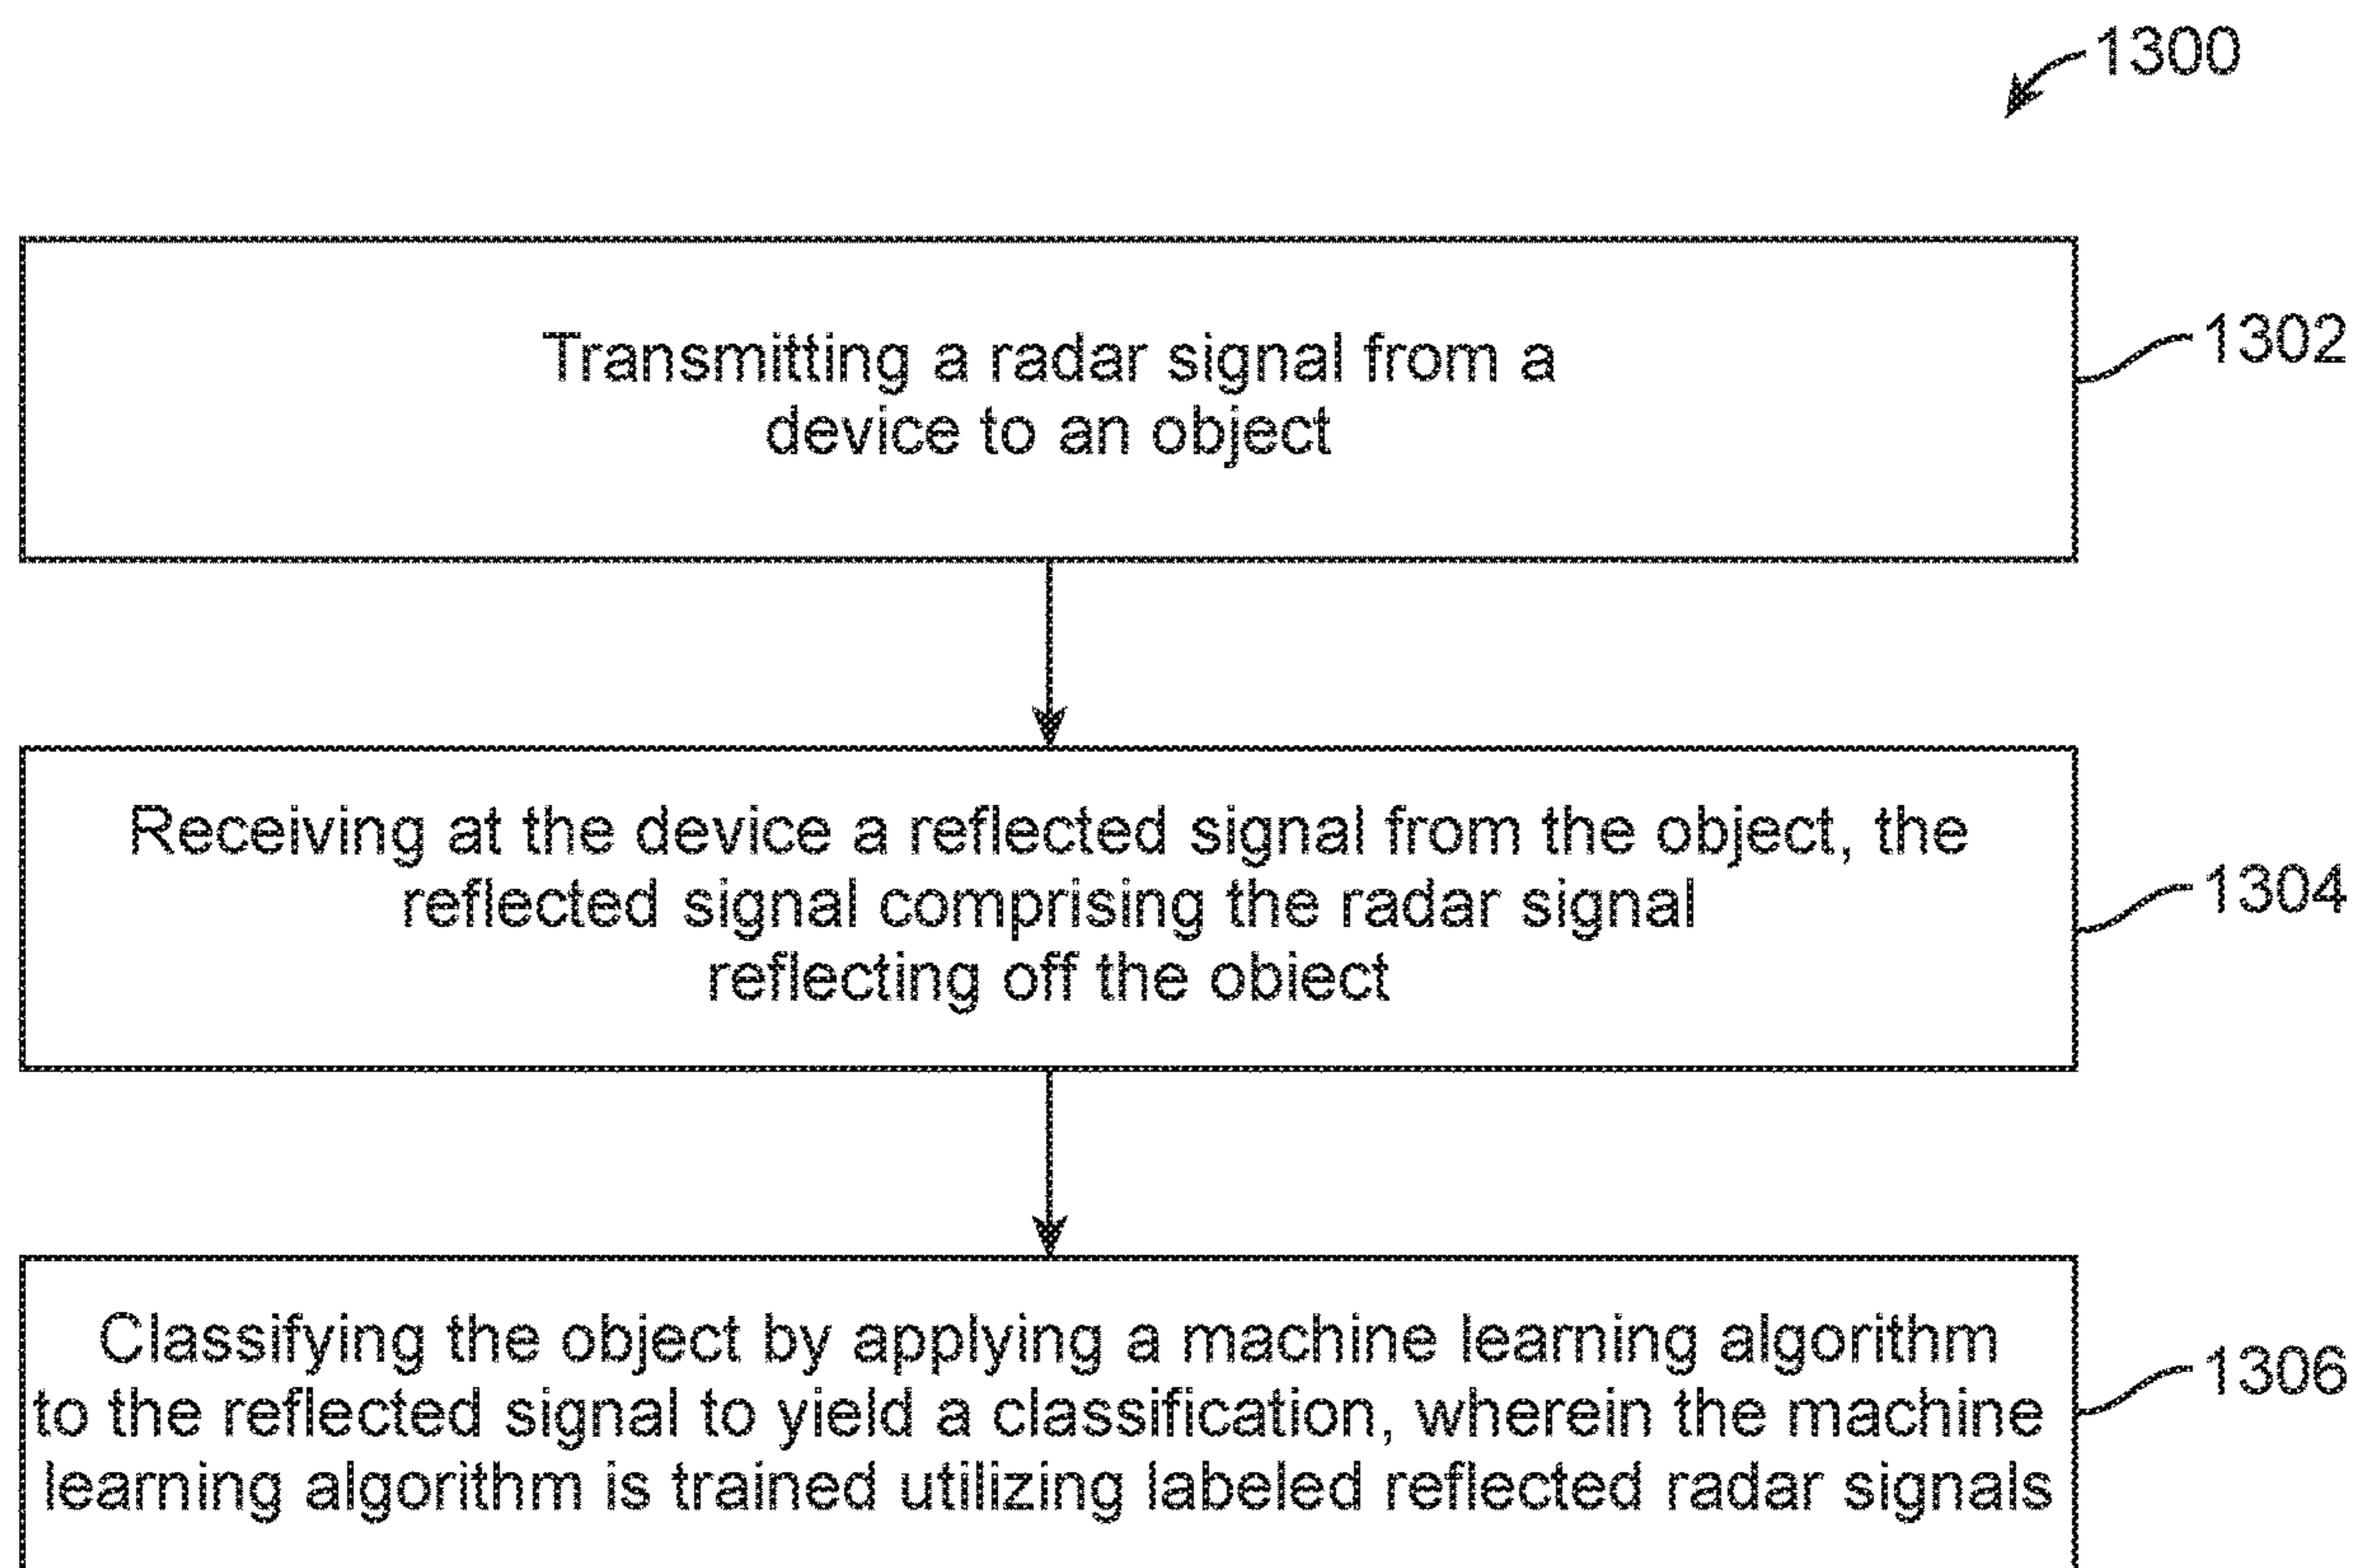 1300
Transmitting a radar signal from a
device to an object
1302
Receiving at the device a reflected signal from the object, the
reflected signal comprising the radar signal
reflecting off the obiect
1304
Classifying the object by applying a machine learning algorithm
to the reflected signal to yield a classification, wherein the machine
learning algorithm is trained utilizing labeled reflected radar signals
1306